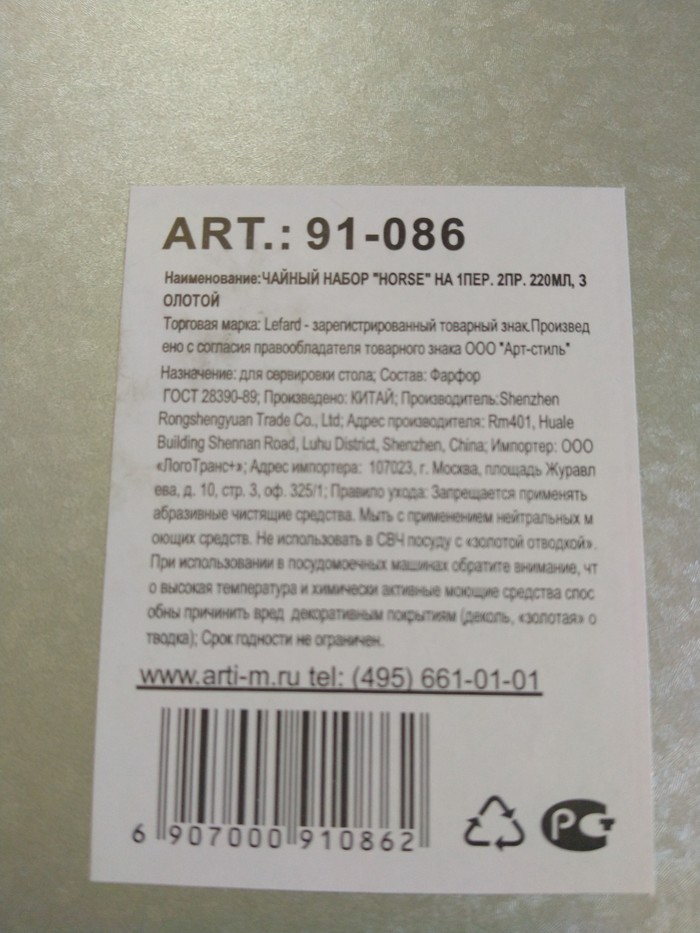 ART.: 91-086
Наименование:ЧАЙНЫЙ НАБОР "HORSE" НА 1ПЕР. 2ПР. 220МЛ, З
ОЛОТОЙ
Торговая марка: Lefard - зарегистрированный товарный знак.Произвед
ено с согласия правообладателя товарного знака ООО "Арт-стиль"
Назначение: для сервировки стола; Состав: Фарфор
ГОСТ 28390-89; Произведено: КИТАЙ; Производитель:Shenzhen
Rongshengyuan Trade Co., Ltd; Адрес производителя: Rm401, Huale
Building Shennan Road, Luhu District, Shenzhen, China; Импортер: ООО
«ЛогоТранс+»; Адрес импортера: 107023, г. Москва, площадь Журавл
ева, д. 10, стр. 3, оф. 325/1; Правило ухода: Запрещается применять
абразивные чистящие средства. Мыть с применением нейтральных м
оющих средств. Не использовать в СВЧ посуду с «золотой отводкой».
При использовании в посудомоечных машинах обратите внимание, чт
о высокая температура и химически активные моющие средства спос
обны причинить вред декоративным покрытиям (деколь, «золотая» о
тводка); Срок годности не ограничен.
www.arti-m.ru tel: (495) 661-01-01
6 907000 910862
РСТ